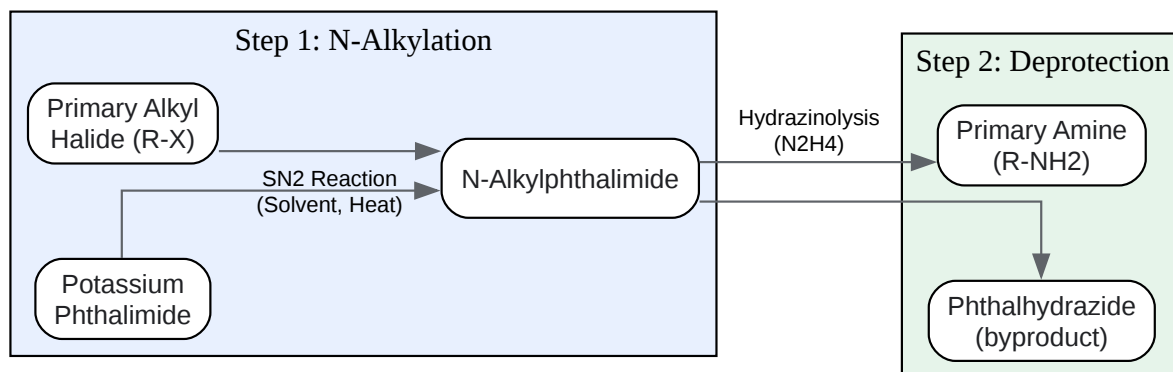 Step 1: N-Alkylation
Primary Alkyl
Halide (R-X)
SN2 Reaction
(Solvent, Heat)
N-Alkylphthalimide
Potassium
Phthalimide
Hydrazinolysis
(N2H4)
Step 2: Deprotection
Primary Amine
(R-NH2)
Phthalhydrazide
(byproduct)